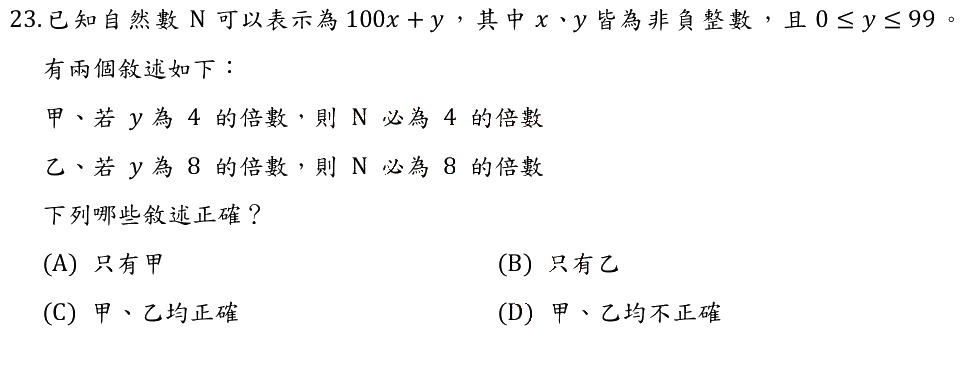 23.已知自然數 N 可以表示為 100x + y，其中 x、y 皆為非負整數，且 0 ≤ y ≤ 99。
有兩個敘述如下：
甲、若 y 為 4 的倍數，則 N 必為 4 的倍數
乙、若 y 為 8 的倍數，則 N 必為 8 的倍數
下列哪些敘述正確？
(A) 只有甲 (B) 只有乙
(C) 甲、乙均正確 (D) 甲、乙均不正確